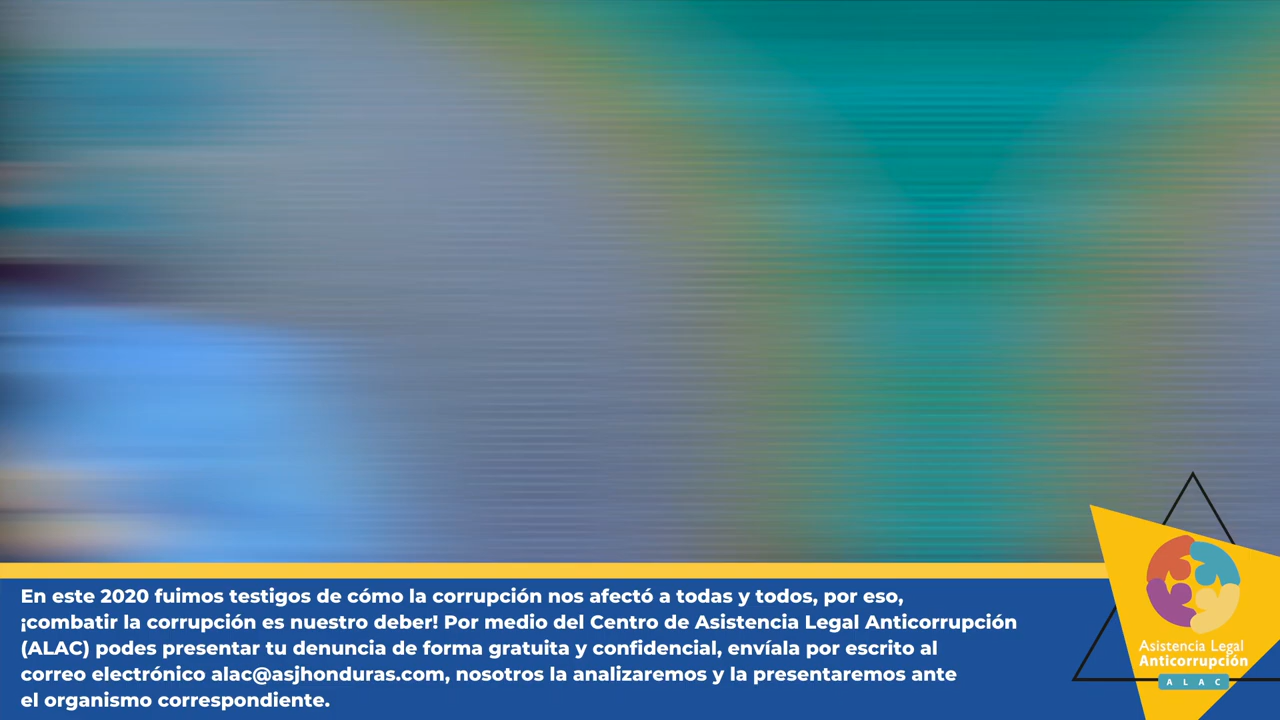 En este 2020 fuimos testigos de cómo la corrupción nos afectó a todas y todos, por eso,
¡combatir la corrupción es nuestro deber! Por medio del Centro de Asistencia Legal Anticorrupción
(ALAC) podes presentar tu denuncia de forma gratuita y confidencial, envíala por escrito al
correo electrónico alac@asjhonduras.com, nosotros la analizaremos y la presentaremos ante
el organismo correspondiente.
Asistencia Legal
Anticorrupción
ALAC